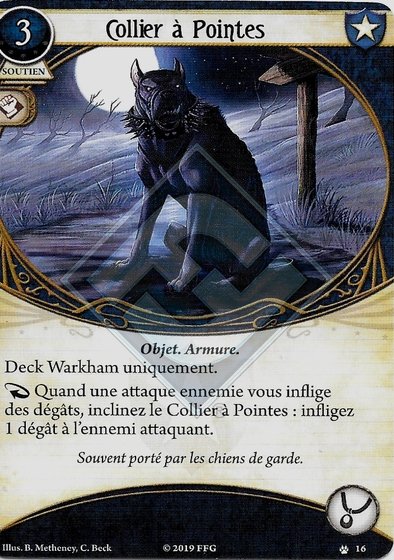 3
Collier à Pointes
SOUTIEN
Objet. Armure.
Deck Warkham uniquement.
Quand une attaque ennemie vous inflige
des dégâts, inclinez le Collier à Pointes : infligez
1 dégât à l'ennemi attaquant.
Souvent porté par les chiens de garde.
Illus. B. Metheney, C. Beck
© 2019 FFG
16